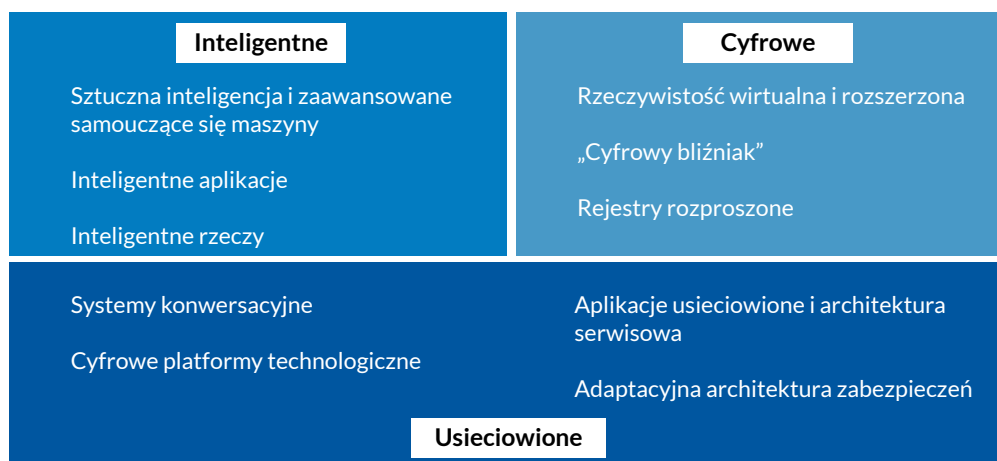 Inteligentne
Sztuczna inteligencja i zaawansowane
samouczące się maszyny
Inteligentne aplikacje
Inteligentne rzeczy
Cyfrowe
Rzeczywistość wirtualna i rozszerzona
„Cyfrowy bliźniak”
Rejestry rozproszone
Systemy konwersacyjne
Cyfrowe platformy technologiczne
Aplikacje usieciowione i architektura
serwisowa
Adaptacyjna architektura zabezpieczeń
Usieciowione